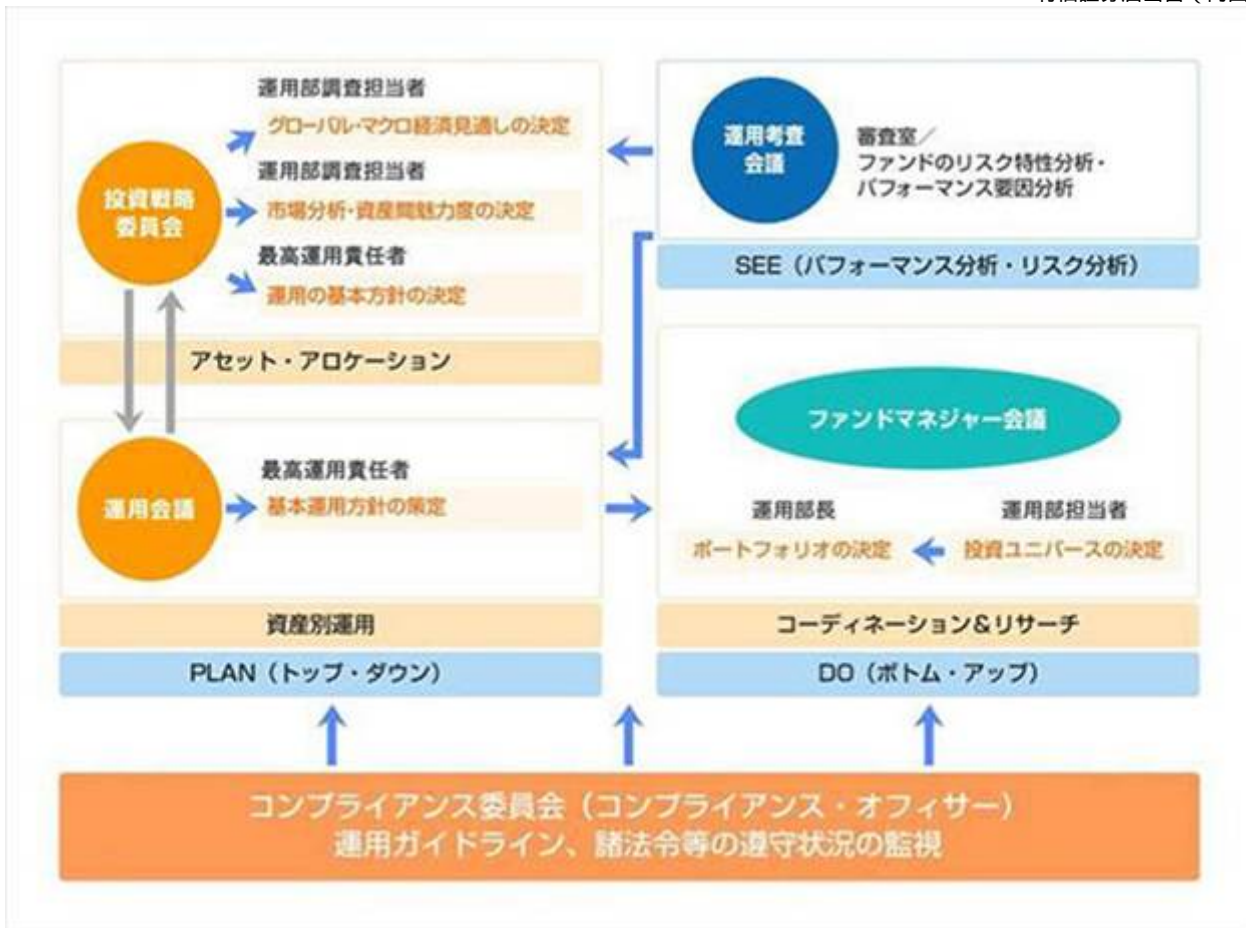 運用部調査担当者
グローバル・マクロ経済見通しの決定
投資戦略
委員会
運用部調査担当者
市場分析・資産間魅力度の決定
最高運用責任者
運用の基本方針の決定
アセット・アロケーション
運用考査
会議
審査室／
ファンドのリスク特性分析・
パフォーマンス要因分析
SEE（パフォーマンス分析・リスク分析）
運用会議
最高運用責任者
基本運用方針の策定
資産別運用
PLAN（トップ・ダウン）
ファンドマネジャー会議
運用部長
運用部担当者
ポートフォリオの決定
投資ユニバースの決定
コーディネーション＆リサーチ
DO（ボトム・アップ）
コンプライアンス委員会（コンプライアンス・オフィサー）
運用ガイドライン、諸法令等の遵守状況の監視